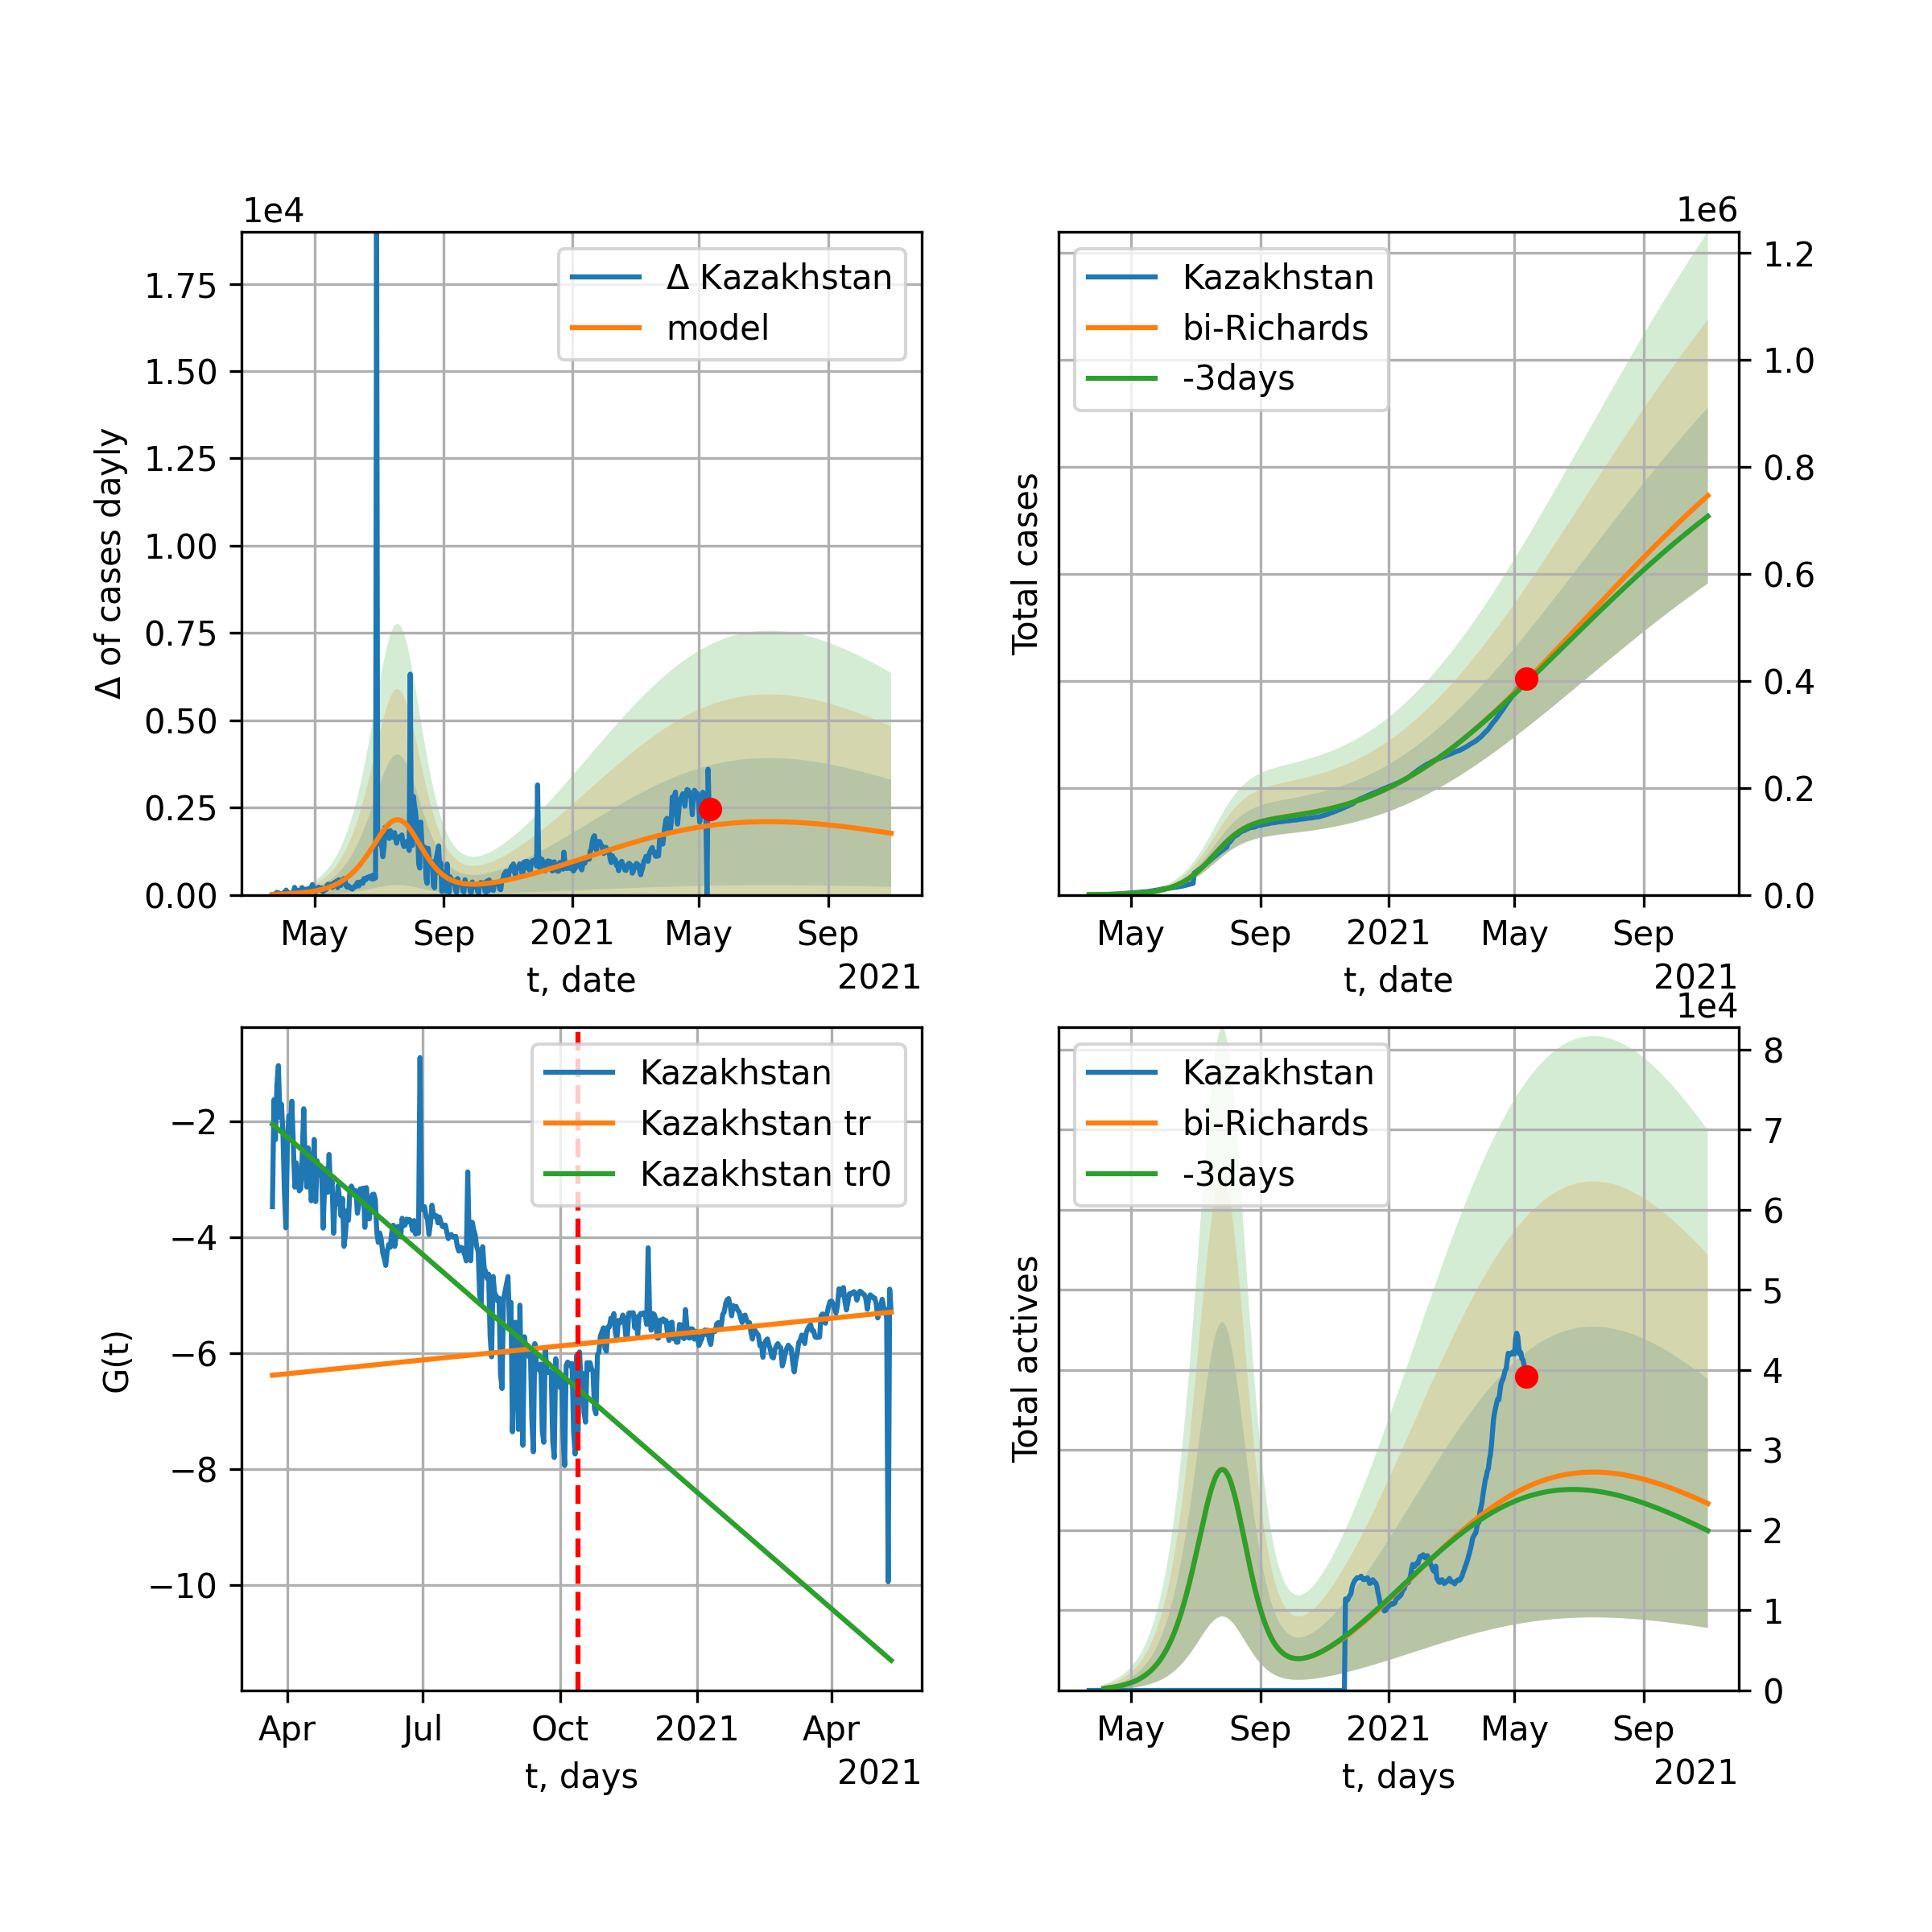 1e4
Δ of cases dayly
1.75
1.50
1.25
1.00
0.75
0.50
0.25
0.00
Δ Kazakhstan
model
May Sep 2021 May Sep
t, date
2021
1e6
Total cases
Kazakhstan
bi-Richards
-3days
1.2
1.0
0.8
0.6
0.4
0.2
0.0
May Sep 2021 May Sep
t, date
2021
G(t)
−2
−4
−6
−8
−10
Kazakhstan
Kazakhstan tr
Kazakhstan tr0
Apr Jul Oct 2021 Apr
t, days
2021
1e4
Total actives
Kazakhstan
bi-Richards
-3days
8
7
6
5
4
3
2
1
0
May Sep 2021 May Sep
t, days
2021